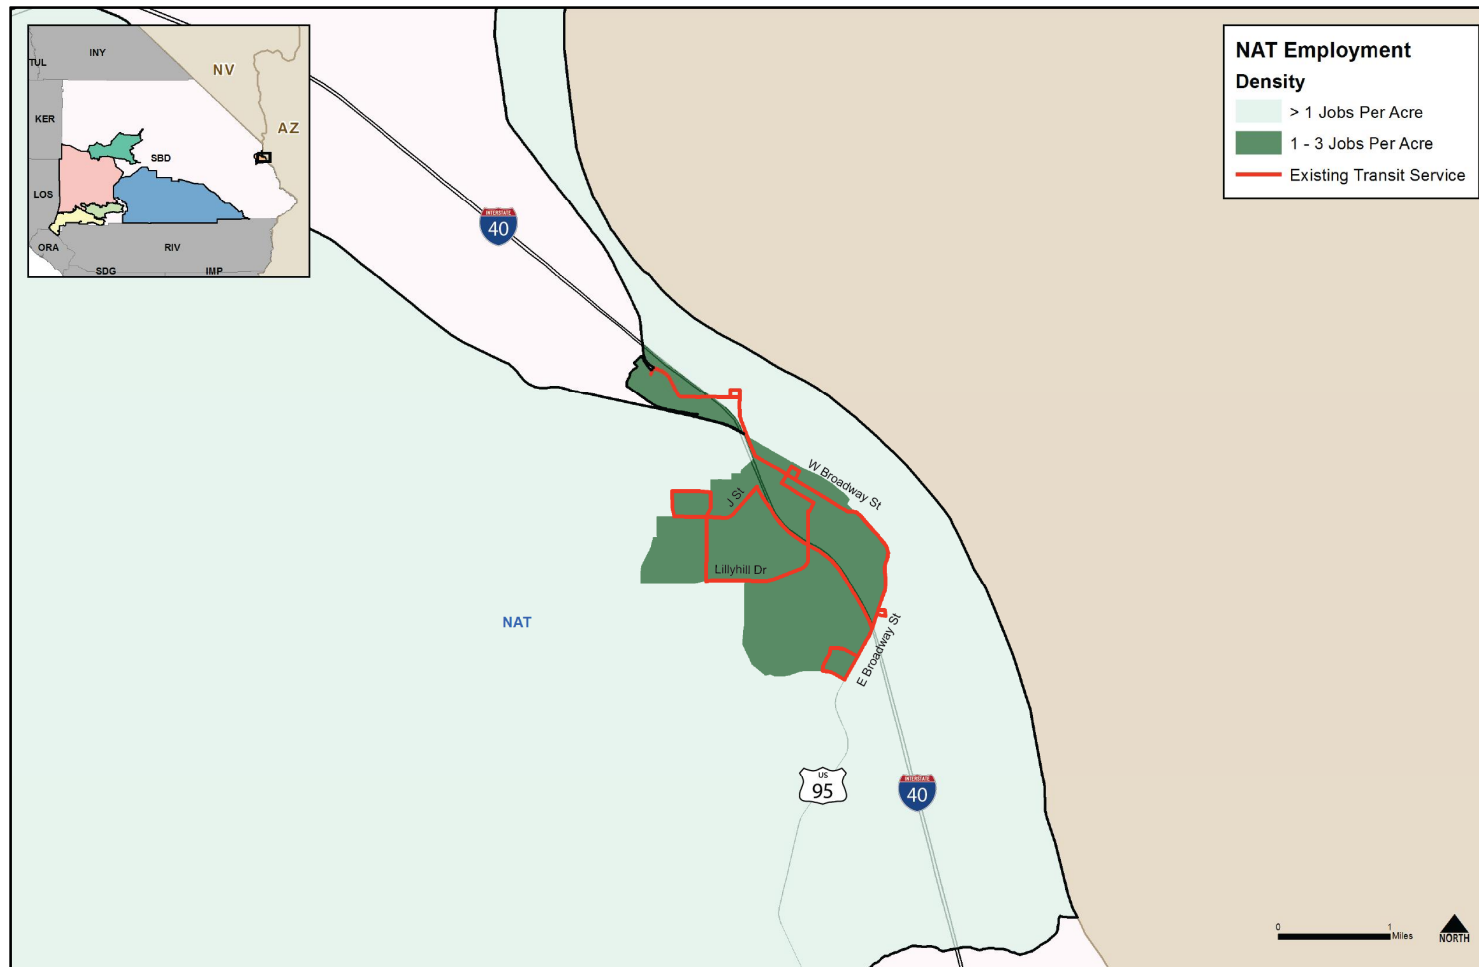 INY
TUL
NV
KER
AZ
SBD
LOS
ORA
RIV
SDG
IMP
NAT Employment
Density
> 1 Jobs Per Acre
1 - 3 Jobs Per Acre
Existing Transit Service
INTERSTATE
40
W Broadway St
J St
Lillyhill Dr
NAT
E Broadway St
US
95
INTERSTATE
40
0
1
Miles
NORTH